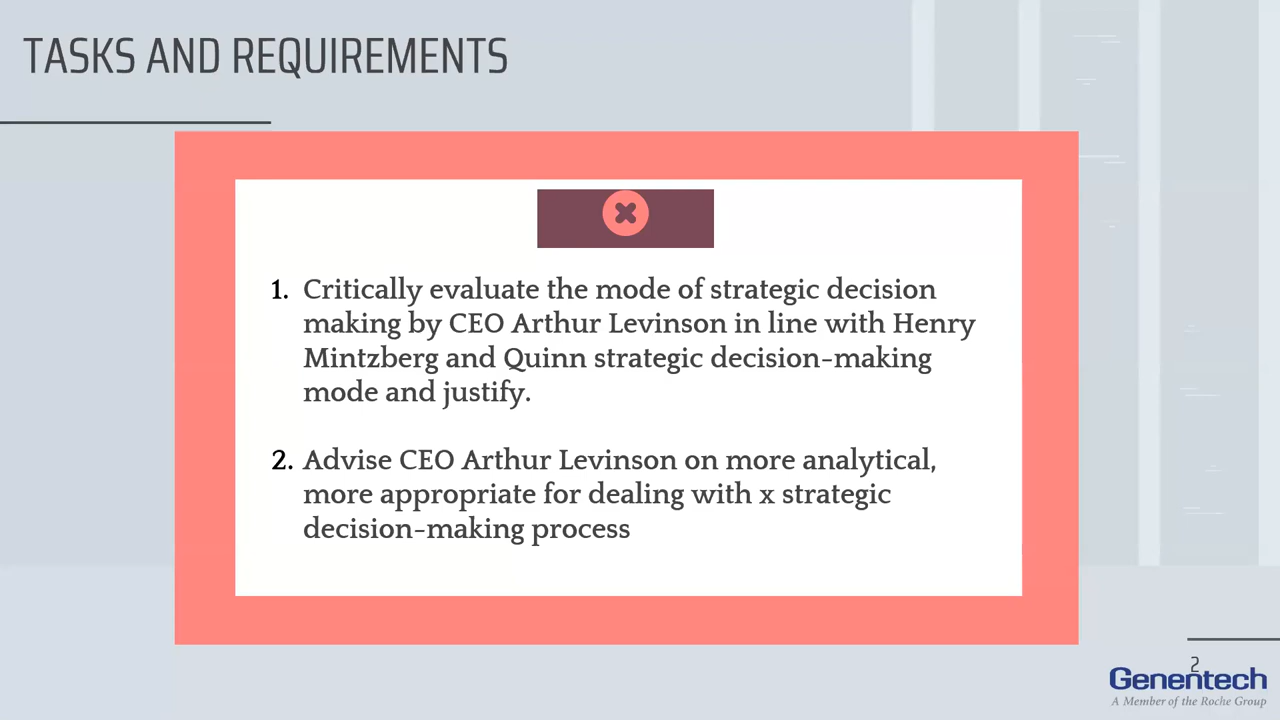 TASKS AND REQUIREMENTS
1. Critically evaluate the mode of strategic decision
making by CEO Arthur Levinson in line with Henry
Mintzberg and Quinn strategic decision-making
mode and justify.
2. Advise CEO Arthur Levinson on more analytical,
more appropriate for dealing with x strategic
decision-making process
2
Genentech
A Member of the Roche Group